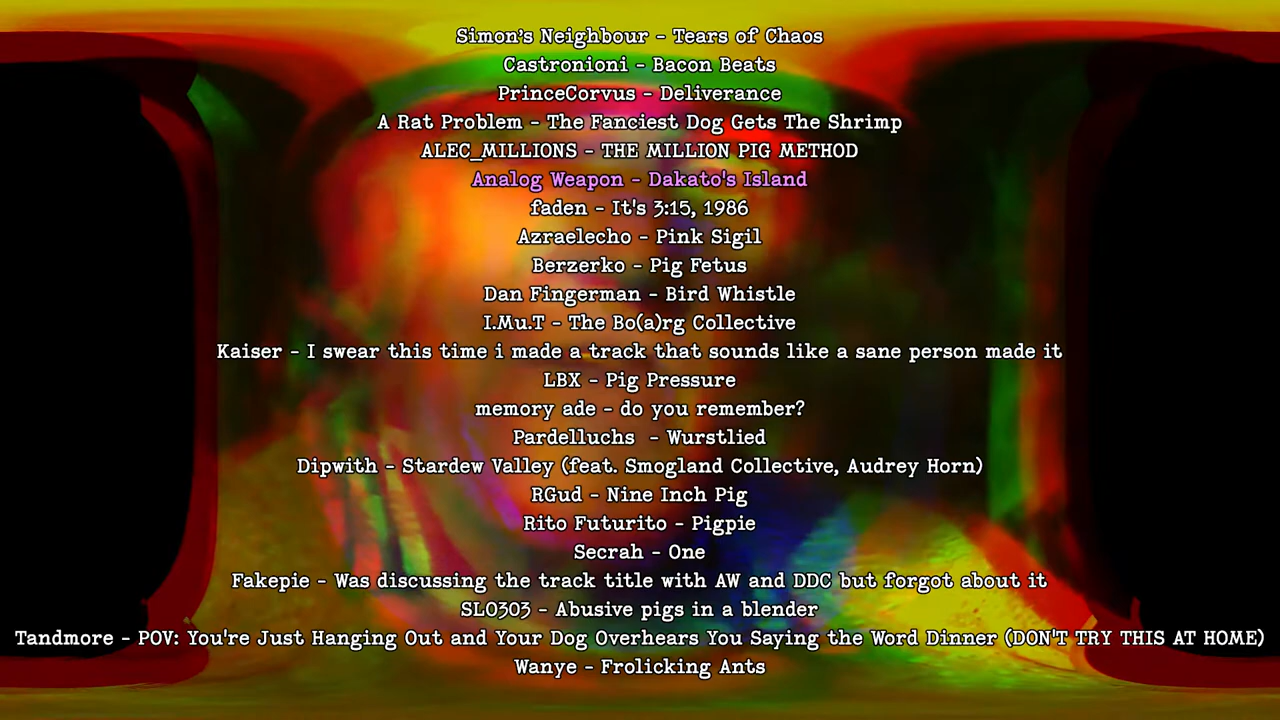 Simon's Neighbour - Tears of Chaos
Castronioni - Bacon Beats
PrinceCorvus - Deliverance
A Rat Problem - The Fanciest Dog Gets The Shrimp
ALEC_MILLIONS - THE MILLION PIG METHOD
Analog Weapon - Dakato's Island
faden - It's 3:15, 1986
Azraelecho - Pink Sigil
Berzerko - Pig Fetus
Dan Fingerman - Bird Whistle
I.Mu.T - The Bo(a)rg Collective
Kaiser - I swear this time i made a track that sounds like a sane person made it
LBX - Pig Pressure
memory ade - do you remember?
Pardelluchs  - Wurstlied
Dipwith - Stardew Valley (feat. Smogland Collective, Audrey Horn)
RGud - Nine Inch Pig
Rito Futurito - Pigpie
Secrah - One
Fakepie - Was discussing the track title with AW and DDC but forgot about it
SL0303 - Abusive pigs in a blender
Tandmore - POV: You're Just Hanging Out and Your Dog Overhears You Saying the Word Dinner (DON'T TRY THIS AT HOME)
Wanye - Frolicking Ants